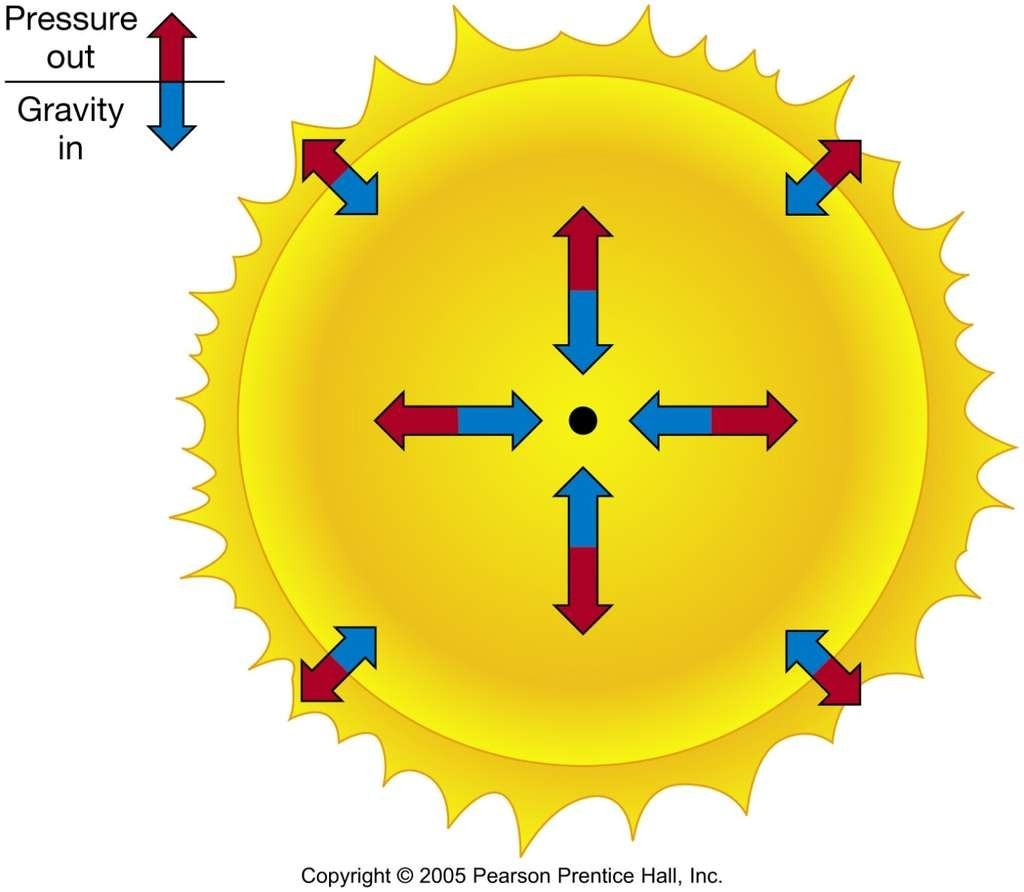 Pressure
out
Gravity
in
Copyright © 2005 Pearson Prentice Hall, Inc.